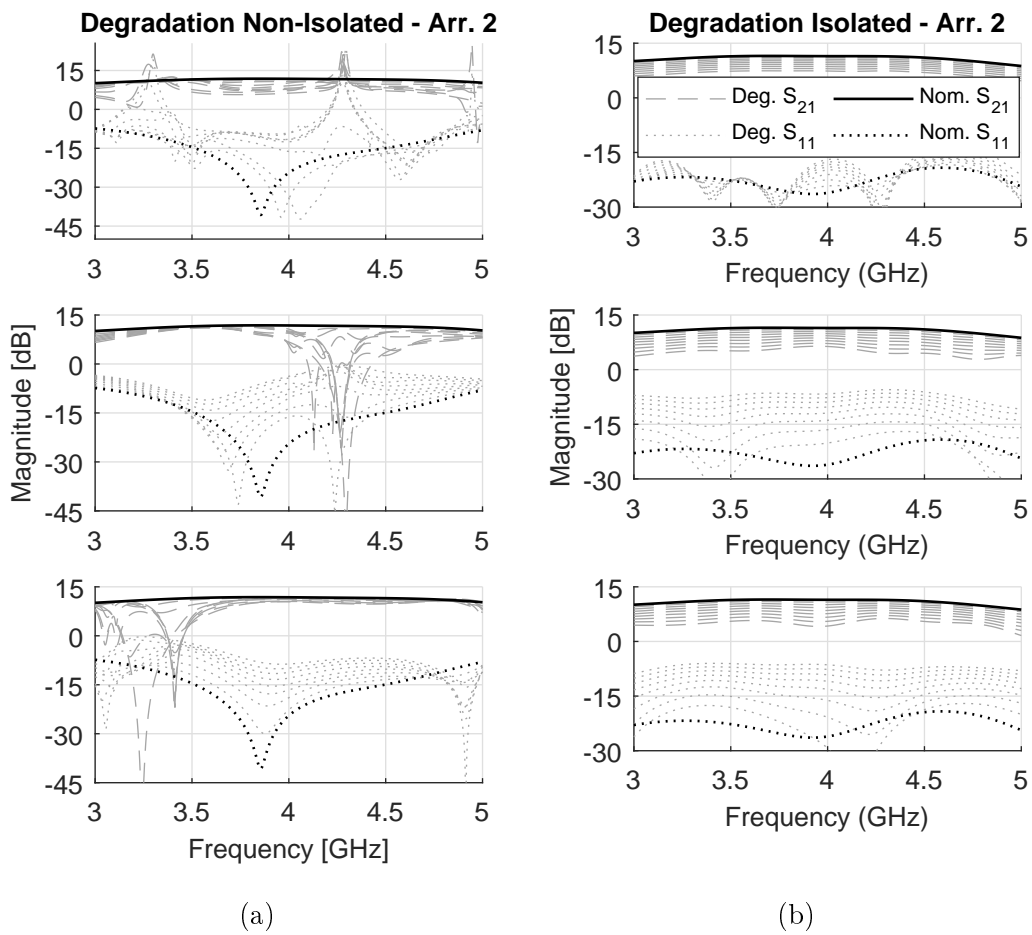 Degradation Non-Isolated - Arr. 2
15
0
-15
-30
-45
3 3.5 4 4.5 5
15
0
-15
-30
-45
3 3.5 4 4.5 5
Magnitude [dB]
15
0
-15
-30
-45
3 3.5 4 4.5 5
Frequency [GHz]
(a)
Degradation Isolated - Arr. 2
15
0
-15
-30
Deg. S21 Nom. S21
Deg. S11 Nom. S11
3 3.5 4 4.5 5
Frequency (GHz)
15
0
-15
-30
3 3.5 4 4.5 5
Frequency (GHz)
Magnitude [dB]
15
0
-15
-30
3 3.5 4 4.5 5
Frequency (GHz)
(b)